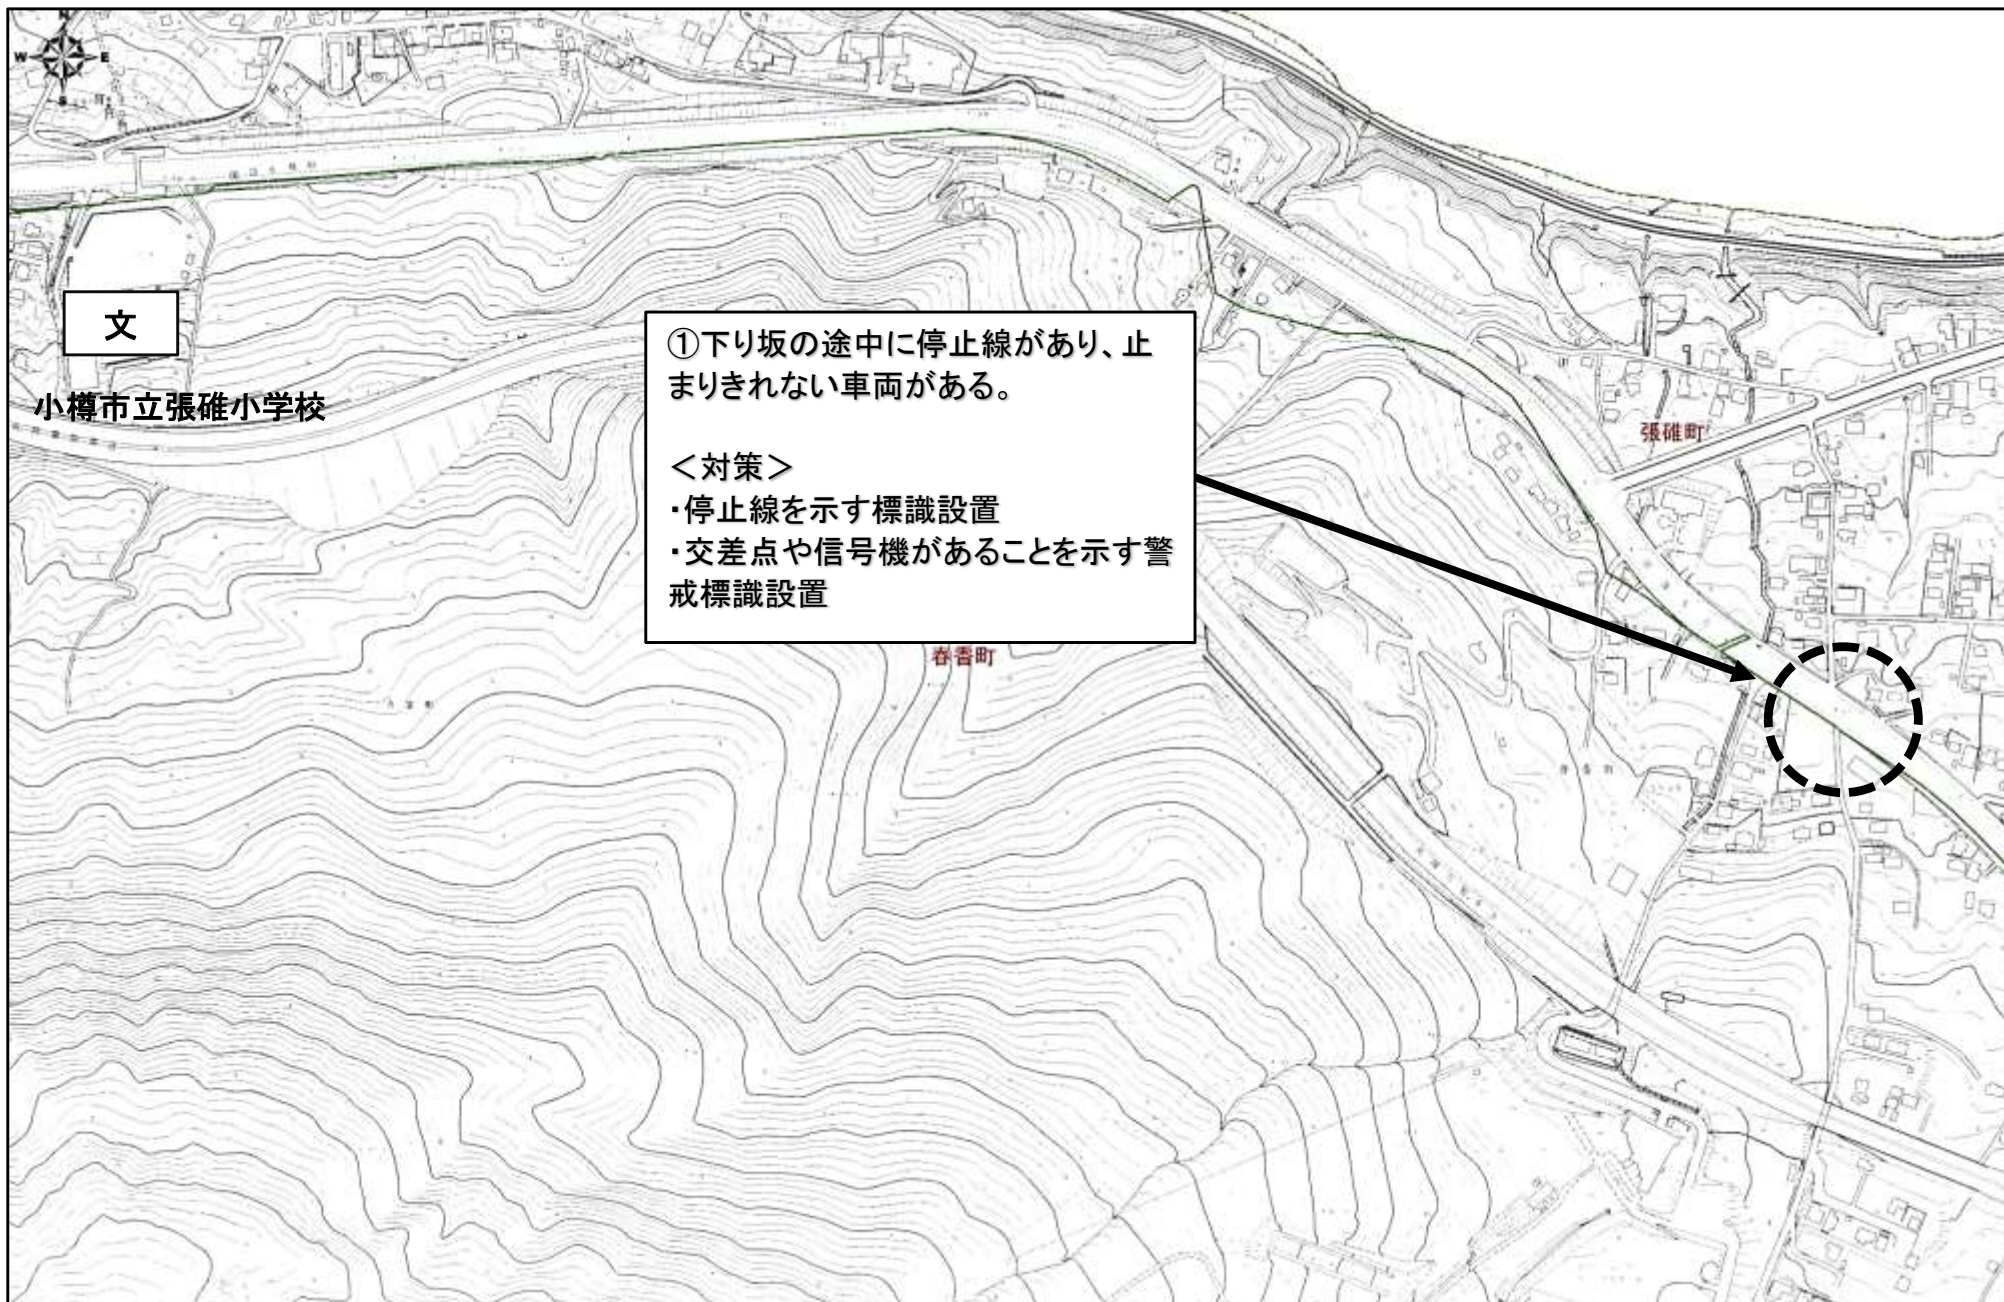 N
W
E
S
文
小樽市立張碓小学校
①下り坂の途中に停止線があり、止
まりきれない車両がある。
＜対策＞
・停止線を示す標識設置
・交差点や信号機があることを示す警
戒標識設置
張碓町
春香町